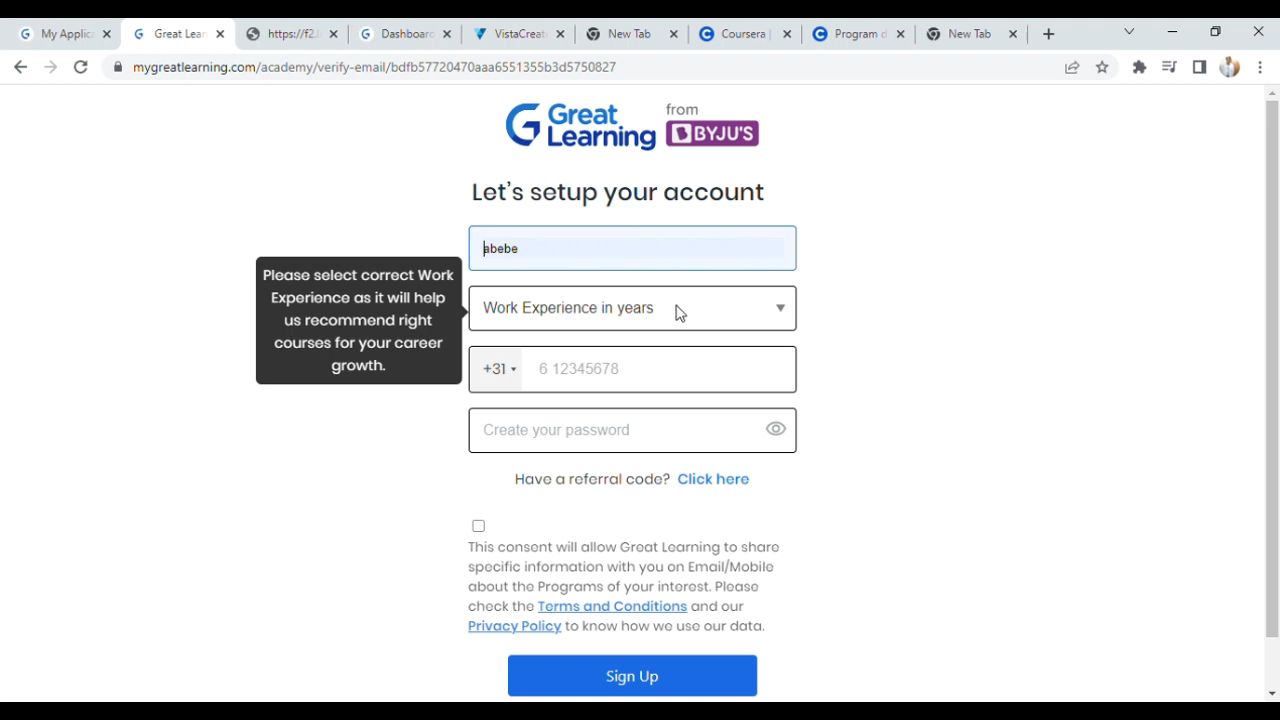 My Applic
Great Lear
https://f2.
Dashboard
VistaCreat
New Tab
Coursera |
Program d
New Tab
mygreatlearning.com/academy/verify-email/bdfb57720470aaa6551355b3d5750827
Great
Learning
from
BYJU'S
Let's setup your account
abebe
Please select correct Work
Experience as it will help
us recommend right
courses for your career
growth.
Work Experience in years
+31 6 12345678
Create your password
Have a referral code? Click here
This consent will allow Great Learning to share
specific information with you on Email/Mobile
about the Programs of your interest. Please
check the Terms and Conditions and our
Privacy Policy to know how we use our data.
Sign Up